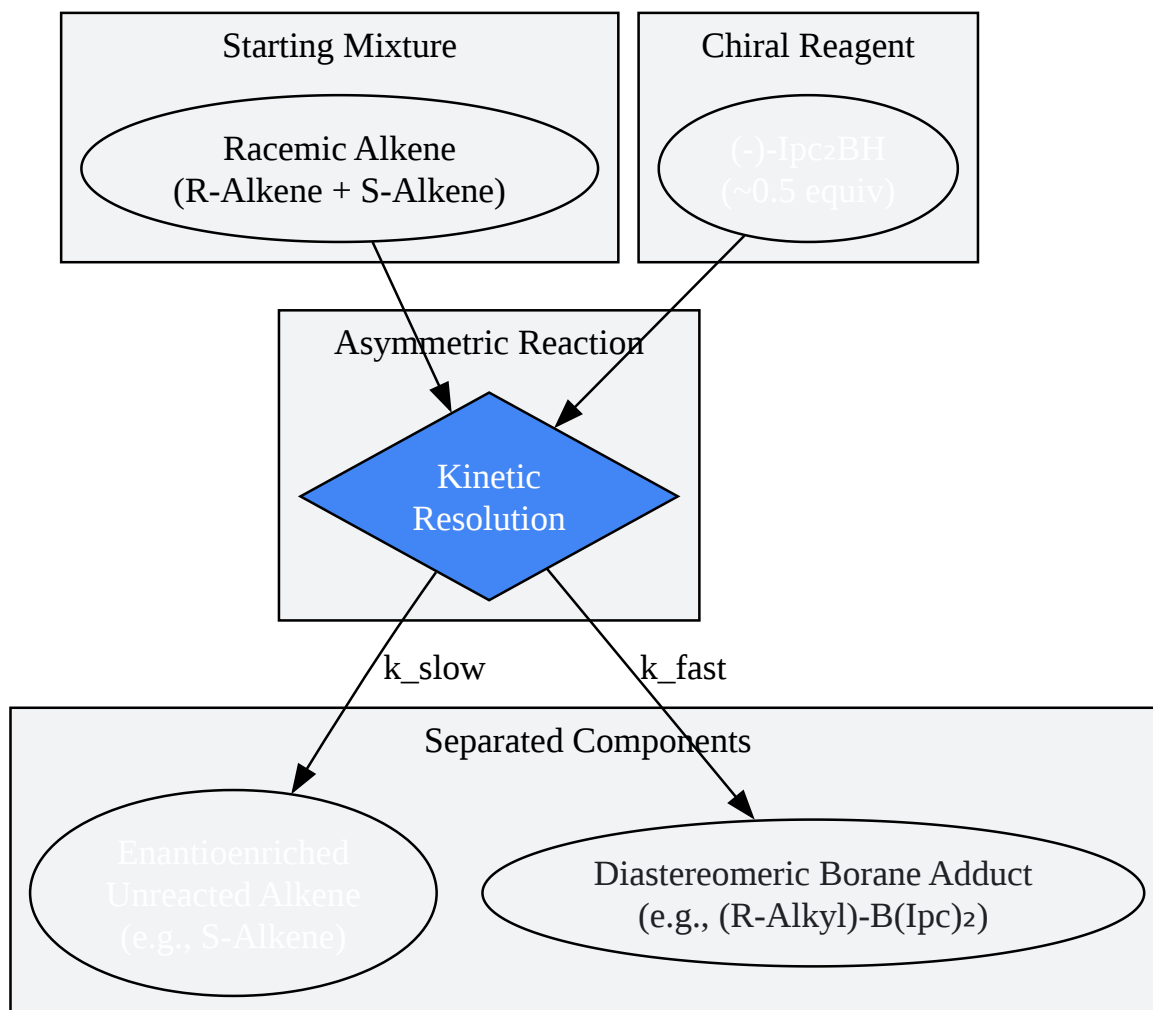 Starting Mixture
Chiral Reagent
Racemic Alkene
(R-Alkene + S-Alkene)
(-)-Ipc₂BH
(~0.5 equiv)
Asymmetric Reaction
Kinetic
Resolution
k_slow
k_fast
Separated Components
Enantioenriched
Unreacted Alkene
(e.g., S-Alkene)
Diastereomeric Borane Adduct
(e.g., (R-Alkyl)-B(Ipc)₂)